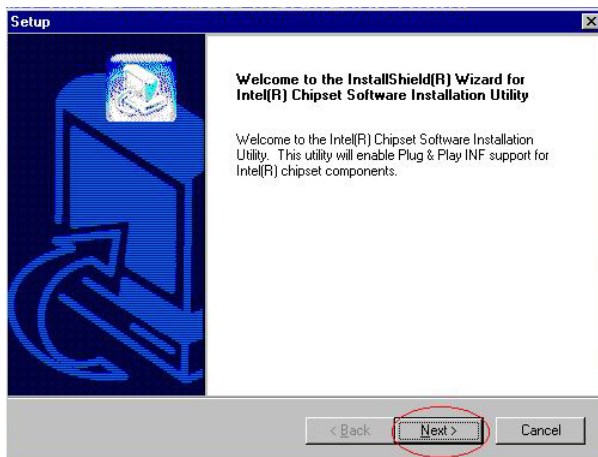 Setup
Welcome to the InstallShield(R) Wizard for
Intel(R) Chipset Software Installation Utility
Welcome to the Intel(R) Chipset Software Installation
Utility. This utility will enable Plug & Play INF support for
Intel(R) chipset components.
< Back
Next >
Cancel